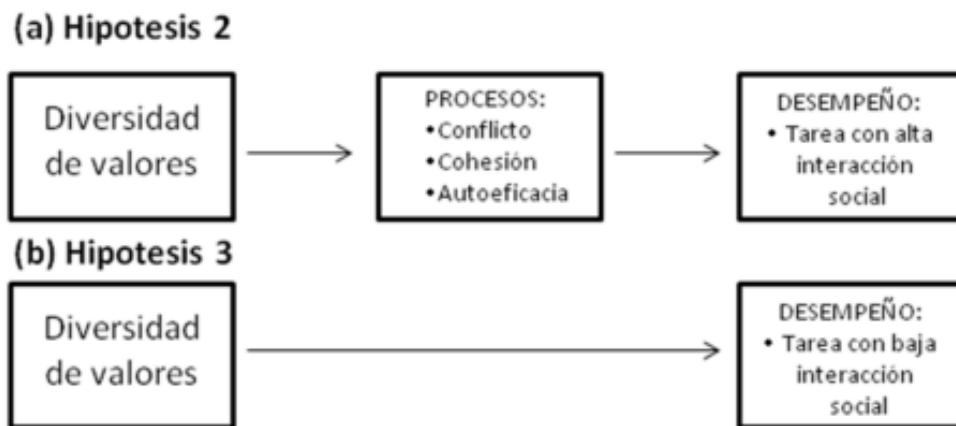 (a) Hipotesis 2
Diversidad
de valores
PROCESOS:
•Conflicto
•Cohesión
•Autoeficacia
DESEMPEÑO:
• Tarea con alta
interacción
social
(b) Hipotesis 3
Diversidad
de valores
DESEMPEÑO:
• Tarea con baja
interacción
social